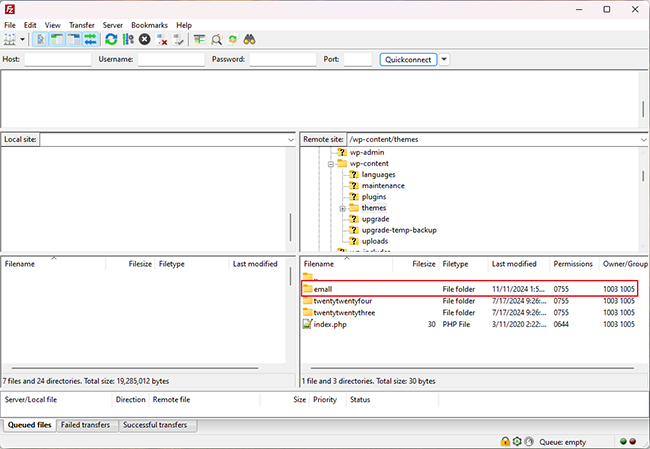 Fz
File Edit View Transfer Server Bookmarks Help
Host: Username: Password: Port: Quickconnect
Local site:
Remote site: /wp-content/themes
wp-admin
wp-content
languages
maintenance
plugins
themes
upgrade
upgrade-temp-backup
uploads
wp-includes
Filename Filesize Filetype Last modified
7 files and 24 directories. Total size: 19,285,012 bytes
Filename Filesize Filetype Last modified Permissions Owner/Group
..
emall File folder 11/11/2024 1:5... 0755 1003 1005
twentytwentyfour File folder 7/17/2024 9:26:... 0755 1003 1005
twentytwentythree File folder 7/17/2024 9:26:... 0755 1003 1005
index.php 30 PHP File 3/11/2020 2:22:... 0644 1003 1005
1 file and 3 directories. Total size: 30 bytes
Server/Local file Direction Remote file Size Priority Status
Queued files Failed transfers Successful transfers
Queue: empty